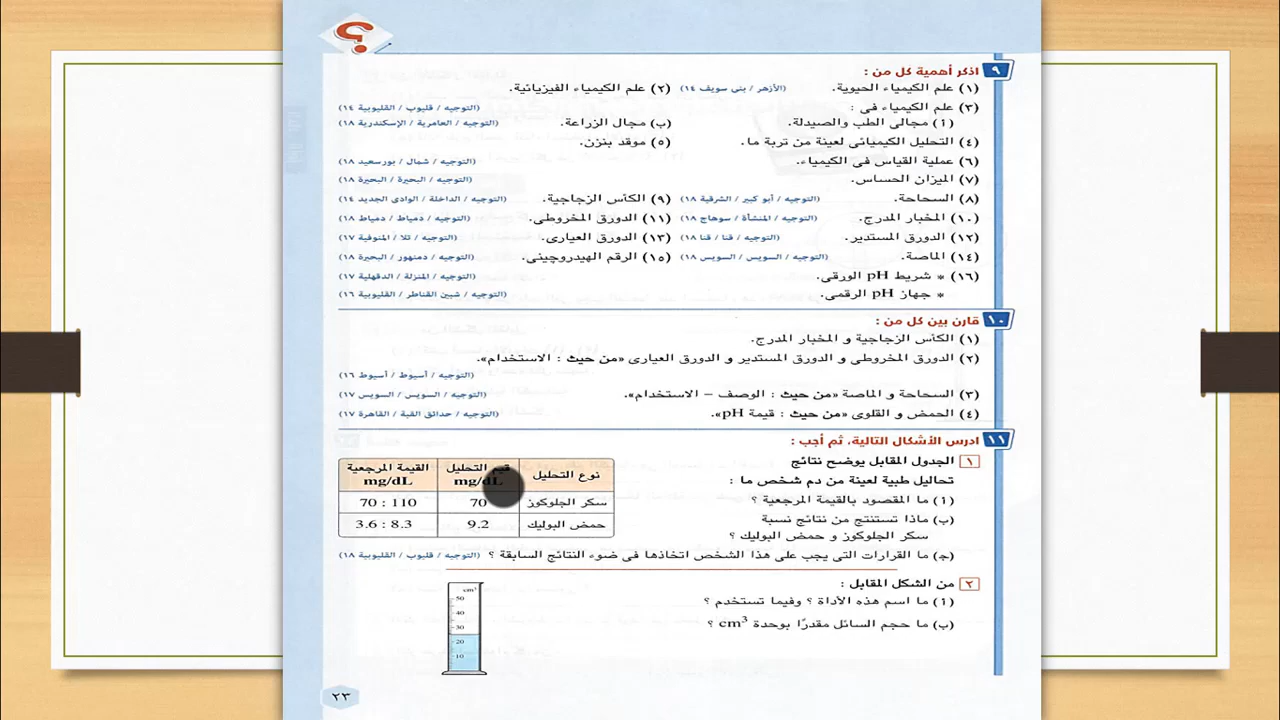 ؟
٩ اذكر أهمية كل من :
(١) علم الكيمياء الحيوية. (الأزهر / بنى سويف ١٤) (٢) علم الكيمياء الفيزيائية.
(٣) علم الكيمياء فى : (التوجيه / قليوب / القليوبية ١٤)
(أ) مجالى الطب والصيدلة. (ب) مجال الزراعة. (التوجيه / العامرية / الإسكندرية ١٨)
(٤) التحليل الكيميائى لعينة من تربة ما. (٥) موقد بنزن.
(٦) عملية القياس فى الكيمياء. (التوجيه / شمال / بورسعيد ١٨)
(٧) الميزان الحساس. (التوجيه / البحيرة / البحيرة ١٨)
(٨) السحاحة. (التوجيه / أبو كبير / الشرقية ١٨) (٩) الكأس الزجاجية. (التوجيه / الداخلة / الوادى الجديد ١٤)
(١٠) المخبار المدرج. (التوجيه / المنشأة / سوهاج ١٨) (١١) الدورق المخروطى. (التوجيه / دمياط / دمياط ١٨)
(١٢) الدورق المستدير. (التوجيه / قنا / قنا ١٨) (١٣) الدورق العيارى. (التوجيه / تلا / المنوفية ١٧)
(١٤) الماصة. (التوجيه / السويس / السويس ١٨) (١٥) الرقم الهيدروچينى. (التوجيه / دمنهور / البحيرة ١٨)
(١٦) * شريط pH الورقى. (التوجيه / المنزلة / الدقهلية ١٧)
* جهاز pH الرقمى. (التوجيه / شبين القناطر / القليوبية ١٦)
١٠ قارن بين كل من :
(١) الكأس الزجاجية و المخبار المدرج.
(٢) الدورق المخروطى و الدورق المستدير و الدورق العيارى «من حيث : الاستخدام».
(التوجيه / أسيوط / أسيوط ١٦)
(٣) السحاحة و الماصة «من حيث : الوصف – الاستخدام». (التوجيه / السويس / السويس ١٧)
(٤) الحمض و القلوى «من حيث : قيمة pH». (التوجيه / حدائق القبة / القاهرة ١٧)
١١ ادرس الأشكال التالية، ثم أجب :
١ الجدول المقابل يوضح نتائج
تحاليل طبية لعينة من دم شخص ما :
(أ) ما المقصود بالقيمة المرجعية ؟
(ب) ماذا تستنتج من نتائج نسبة
سكر الجلوكوز و حمض البوليك ؟
نوع التحليل قيم التحليل mg/dL القيمة المرجعية mg/dL
سكر الجلوكوز 70 70 : 110
حمض البوليك 9.2 3.6 : 8.3
(جـ) ما القرارات التى يجب على هذا الشخص اتخاذها فى ضوء النتائج السابقة ؟ (التوجيه / قليوب / القليوبية ١٨)
٢ من الشكل المقابل :
(أ) ما اسم هذه الأداة ؟ وفيما تستخدم ؟
(ب) ما حجم السائل مقدرًا بوحدة cm³ ؟
cm³
50
40
30
20
10
٢٣